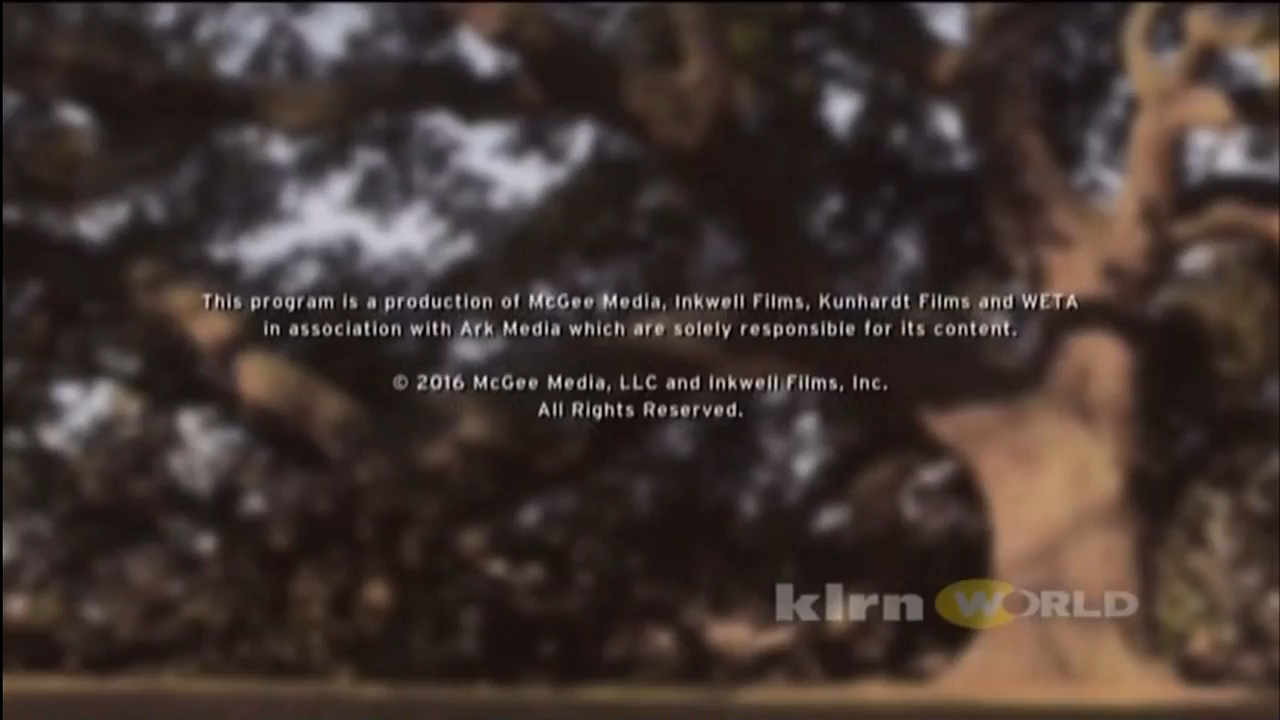 This program is a production of McGee Media, Inkwell Films, Kunhardt Films and WETA
in association with Ark Media which are solely responsible for its content.
© 2016 McGee Media, LLC and Inkwell Films, Inc.
All Rights Reserved.
klrn WORLD